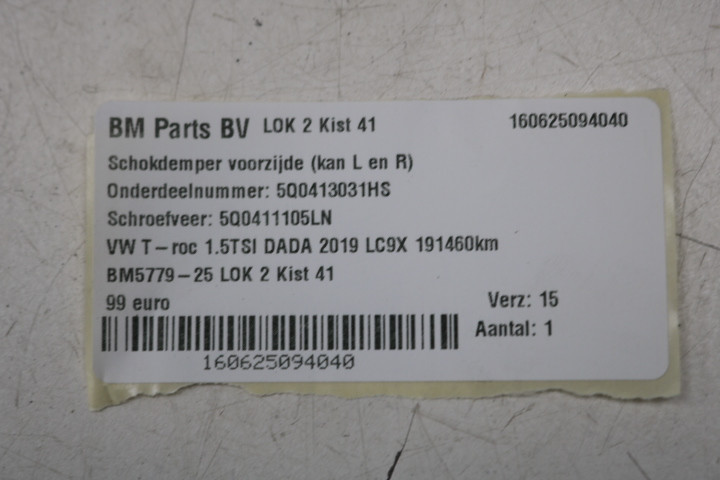 BM Parts BV LOK 2 Kist 41 160625094040
Schokdemper voorzijde (kan L en R)
Onderdeelnummer: 5Q0413031HS
Schroefveer: 5Q0411105LN
VW T-roc 1.5TSI DADA 2019 LC9X 191460km
BM5779-25 LOK 2 Kist 41
99 euro Verz: 15
Aantal: 1
160625094040